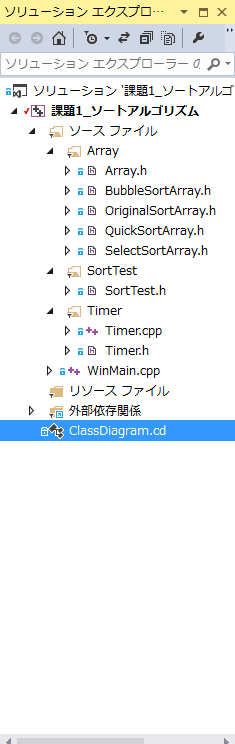 ソリューション エクスプロ...
ソリューション エクスプローラー の
ソリューション '課題1_ソートアルゴ
課題1_ソートアルゴリズム
ソース ファイル
Array
Array.h
BubbleSortArray.h
OriginalSortArray.h
QuickSortArray.h
SelectSortArray.h
SortTest
SortTest.h
Timer
Timer.cpp
Timer.h
WinMain.cpp
リソース ファイル
外部依存関係
ClassDiagram.cd